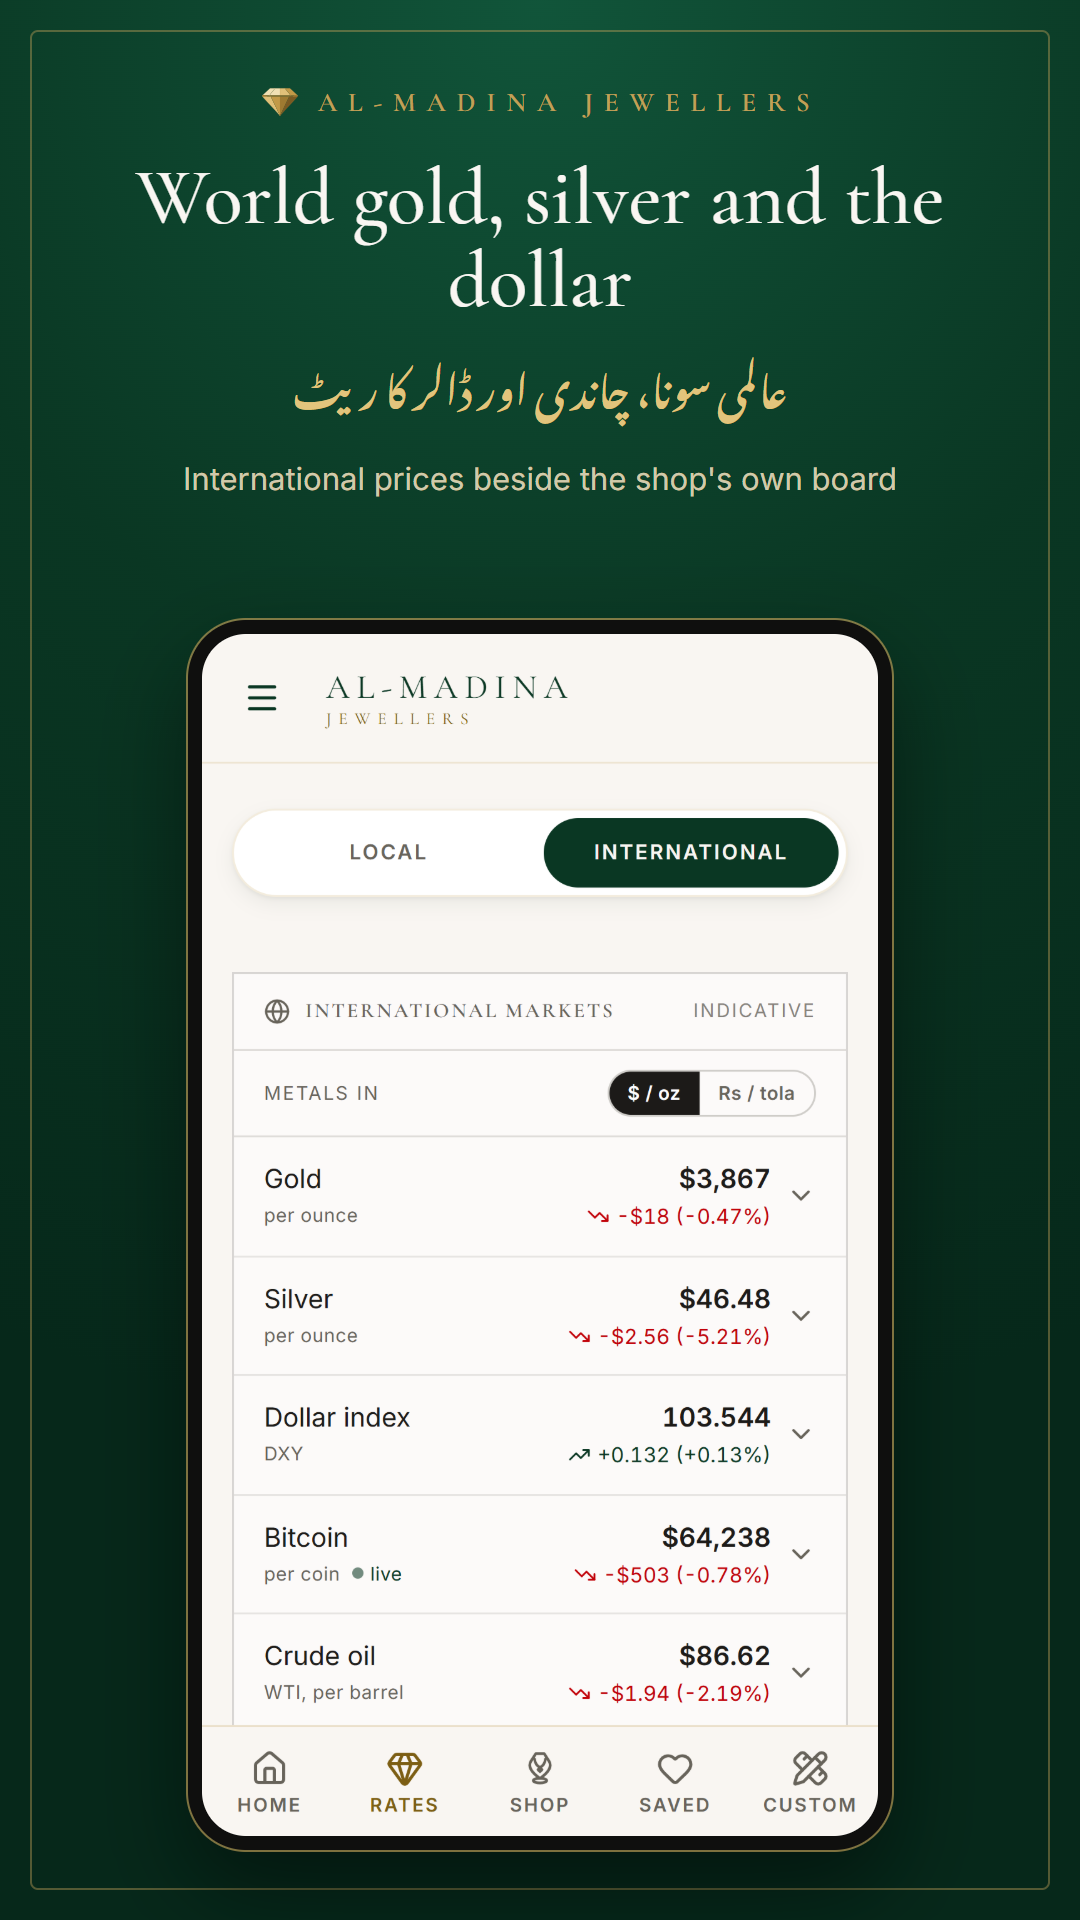 AL-MADINA JEWELLERS
World gold, silver and the
dollar
عالمی سونا، چاندی اور ڈالر کا ریٹ
International prices beside the shop's own board
AL-MADINA
JEWELLERS
LOCAL INTERNATIONAL
INTERNATIONAL MARKETS INDICATIVE
METALS IN $ / oz Rs / tola
Gold $3,867
per ounce -$18 (-0.47%)
Silver $46.48
per ounce -$2.56 (-5.21%)
Dollar index 103.544
DXY +0.132 (+0.13%)
Bitcoin $64,238
per coin live -$503 (-0.78%)
Crude oil $86.62
WTI, per barrel -$1.94 (-2.19%)
HOME RATES SHOP SAVED CUSTOM